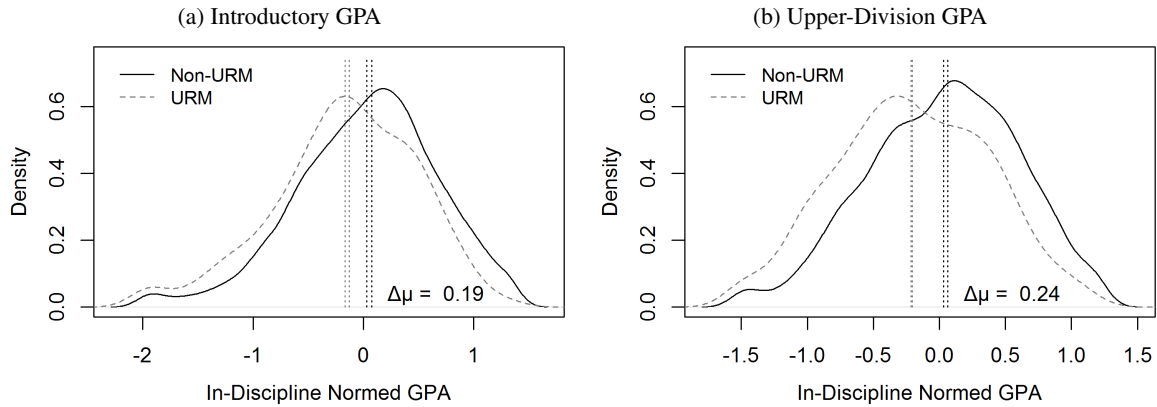 (a) Introductory GPA
Non-URM
URM
Density
0.0 0.2 0.4 0.6
Δμ = 0.19
-2 -1 0 1
In-Discipline Normed GPA
(b) Upper-Division GPA
Non-URM
URM
Density
0.0 0.2 0.4 0.6
Δμ = 0.24
-1.5 -1.0 -0.5 0.0 0.5 1.0 1.5
In-Discipline Normed GPA